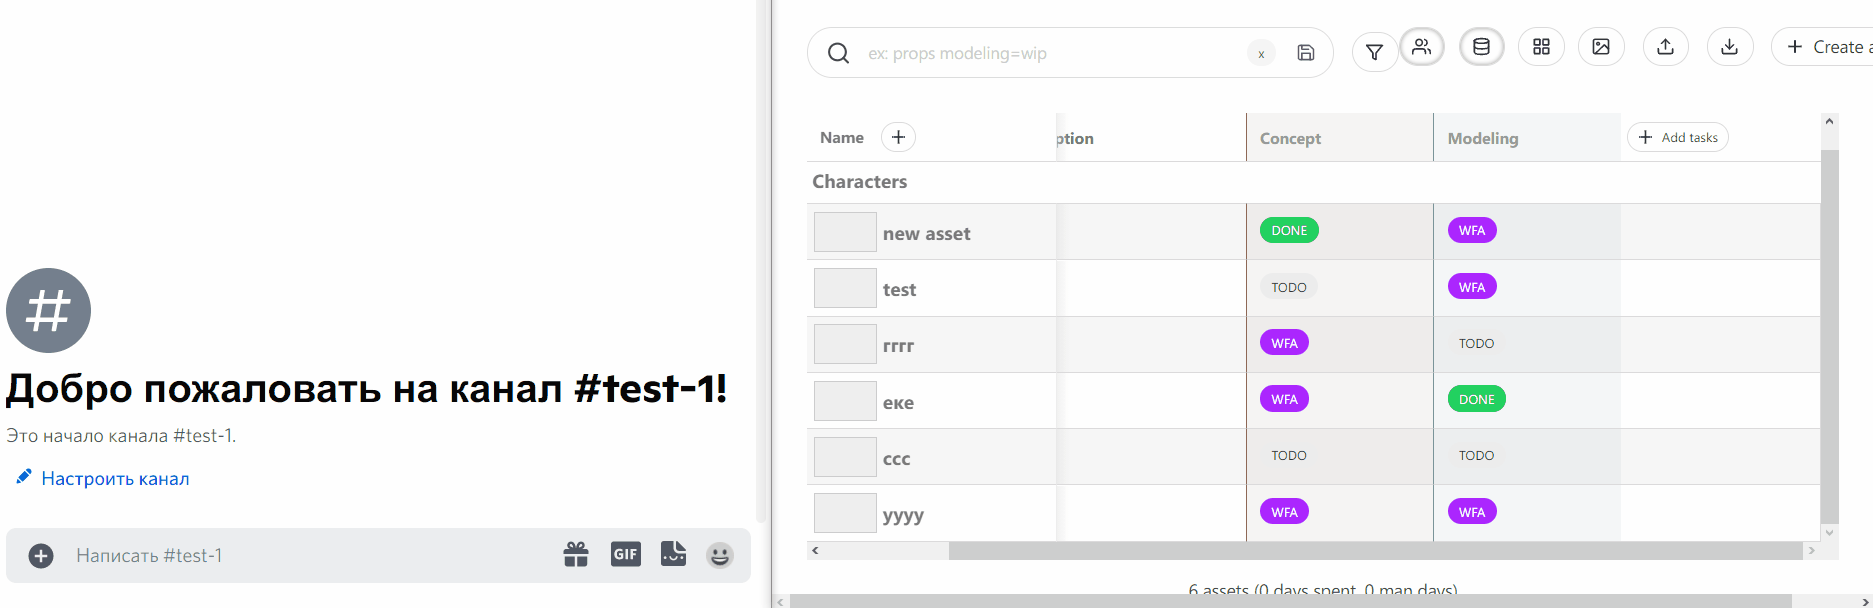 Добро пожаловать на канал #test-1!
Это начало канала #test-1.
Настроить канал
Написать #test-1
GIF
ex: props modeling=wip
x
+ Create a
Name +
ption
Concept
Modeling
+ Add tasks
Characters
new asset DONE WFA
test TODO WFA
rrrr WFA TODO
еке WFA DONE
ccc TODO TODO
yyyy WFA WFA
6 assets (0 days spent, 0 man days)